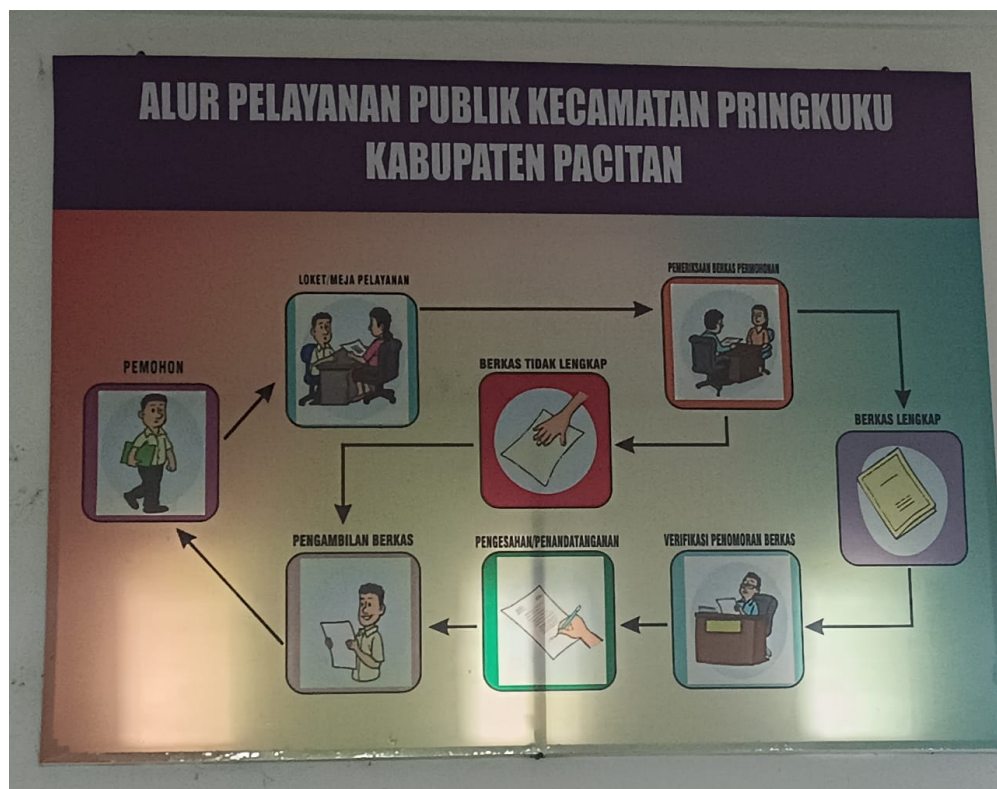 ALUR PELAYANAN PUBLIK KECAMATAN PRINGKUKU
KABUPATEN PACITAN
PEMOHON
LOKET/MEJA PELAYANAN
PEMERIKSAAN BERKAS PERMOHONAN
BERKAS TIDAK LENGKAP
BERKAS LENGKAP
PENGAMBILAN BERKAS
PENGESAHAN/PENANDATANGANAN
VERIFIKASI PENOMORAN BERKAS